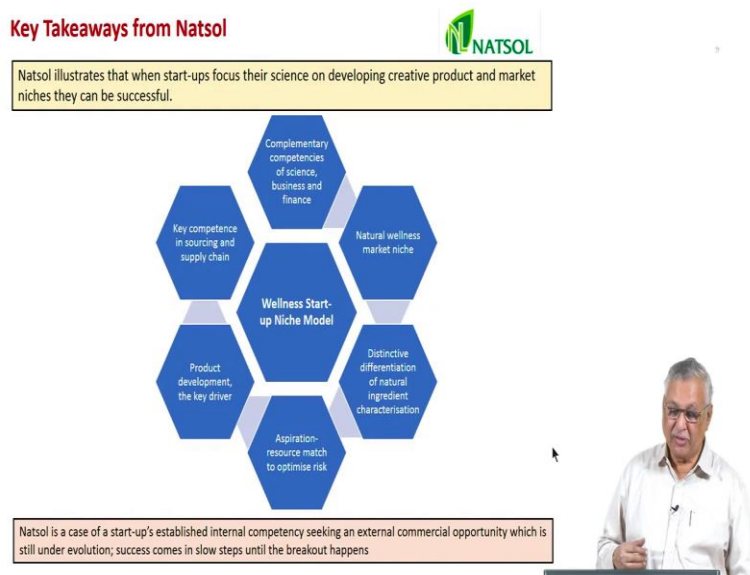 Key Takeaways from Natsol
NATSOL
Natsol illustrates that when start-ups focus their science on developing creative product and market
niches they can be successful.
Complementary
competencies
of science,
business and
finance
Natural wellness
market niche
Distinctive
differentiation
of natural
ingredient
characterisation
Aspiration-
resource match
to optimise risk
Product
development,
the key driver
Key competence
in sourcing and
supply chain
Wellness Start-
up Niche Model
Natsol is a case of a start-up's established internal competency seeking an external commercial opportunity which is
still under evolution; success comes in slow steps until the breakout happens